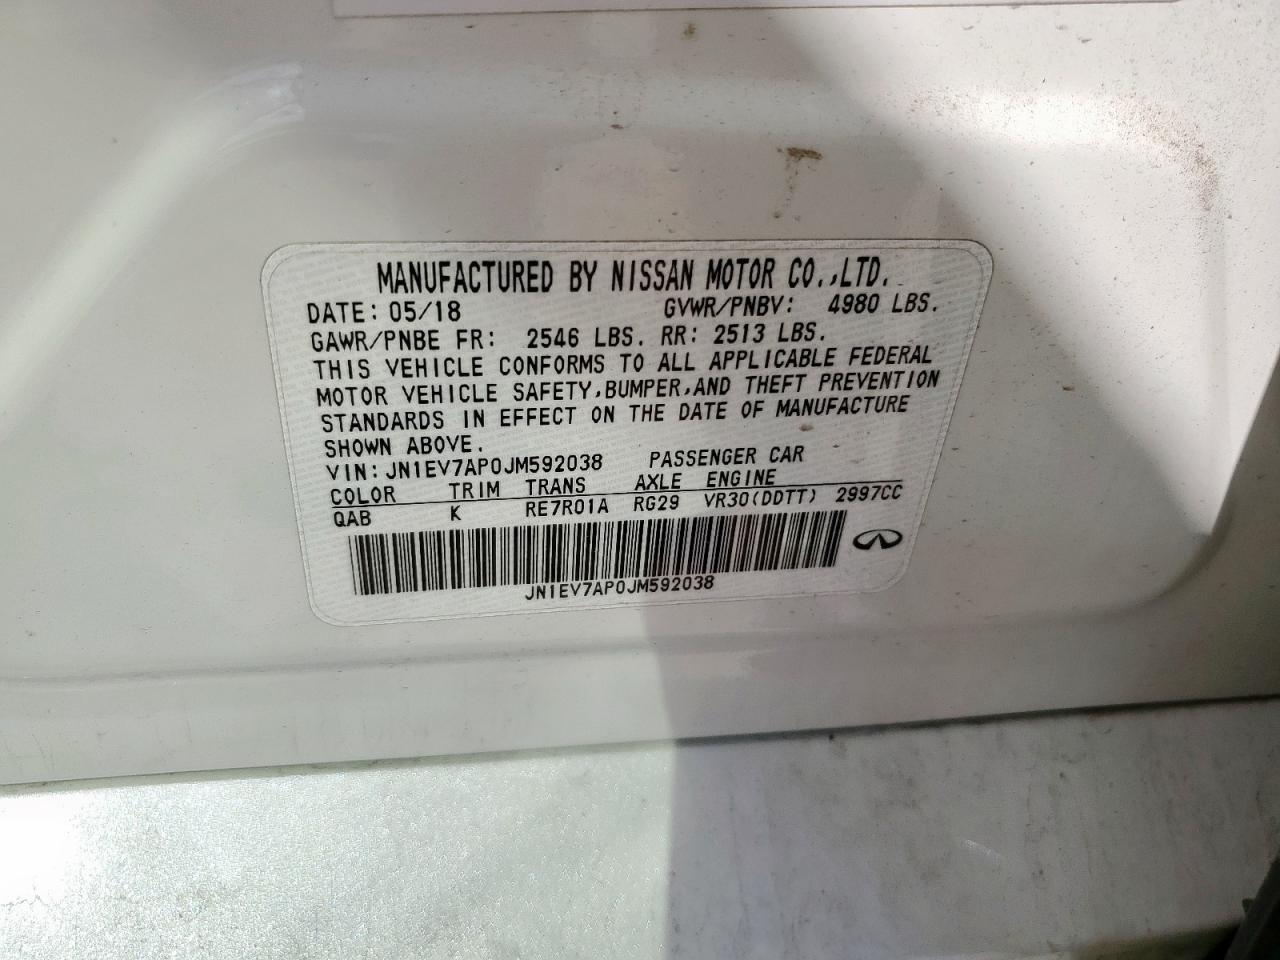 MANUFACTURED BY NISSAN MOTOR CO.,LTD.
DATE: 05/18 GVWR/PNBV: 4980 LBS.
GAWR/PNBE FR: 2546 LBS. RR: 2513 LBS.
THIS VEHICLE CONFORMS TO ALL APPLICABLE FEDERAL
MOTOR VEHICLE SAFETY,BUMPER,AND THEFT PREVENTION
STANDARDS IN EFFECT ON THE DATE OF MANUFACTURE
SHOWN ABOVE.
VIN: JN1EV7AP0JM592038 PASSENGER CAR
COLOR TRIM TRANS AXLE ENGINE
QAB K RE7R01A RG29 VR30(DDTT) 2997CC
JN1EV7AP0JM592038